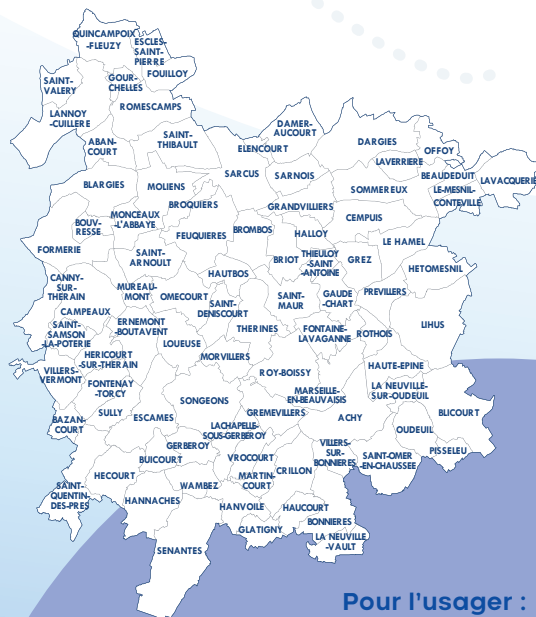 QUINCAMPOIX
-FLEUZY
ESCLES-
SAINT-
PIERRE
FOUILLOY
SAINT-
VALERY
GOUR-
CHELLES
ROMESCAMPS
LANNOY
-CUILLERE
ABAN-
COURT
SAINT-
THIBAULT
DAMER-
AUCOURT
ELENCOURT
DARGIES
OFFOY
LAVERRIERE
BEAUDEDUIT
LE-MESNIL-
CONTEVILLE
LAVACQUERIE
SARCUS
SARNOIS
SOMMEREUX
BLARGIES
MOLIENS
BROQUIERS
GRANDVILLIERS
CEMPUIS
BOUV-
RESSE
MONCEAUX
-L'ABBAYE
FEUQUIERES
BROMBOS
HALLOY
LE HAMEL
FORMERIE
SAINT-
ARNOULT
HAUTBOS
BRIOT
THIEULOY
-SAINT
-ANTOINE
GREZ
HETOMESNIL
CANNY-
SUR-
THERAIN
MUREAU-
MONT
OMECOURT
SAINT-
DENISCOURT
SAINT-
MAUR
GAUDE
-CHART
PREVILLERS
CAMPEAUX
SAINT-
SAMSON
-LA-POTERIE
ERNEMONT
-BOUTAVENT
LOUEUSE
THERINES
FONTAINE-
LAVAGANNE
ROTHOIS
LIHUS
HERICOURT
-SUR-THERAIN
MORVILLERS
VILLERS-
VERMONT
FONTENAY
-TORCY
ROY-BOISSY
HAUTE-EPINE
LA NEUVILLE-
SUR-OUDEUIL
MARSEILLE-
EN-BEAUVAISIS
SONGEONS
SULLY
ESCAMES
GREMEVILLERS
ACHY
BLICOURT
BAZAN-
COURT
LACHAPELLE-
SOUS-GERBEROY
OUDEUIL
GERBEROY
VILLERS-
SUR-
BONNIERES
PISSELEU
BUICOURT
VROCOURT
SAINT-OMER
-EN-CHAUSSEE
HECOURT
WAMBEZ
MARTIN-
COURT
CRILLON
SAINT-
QUENTIN-
DES-PRES
HANNACHES
HANVOILE
HAUCOURT
BONNIERES
GLATIGNY
LA NEUVILLE
-VAULT
SENANTES
Pour l'usager :